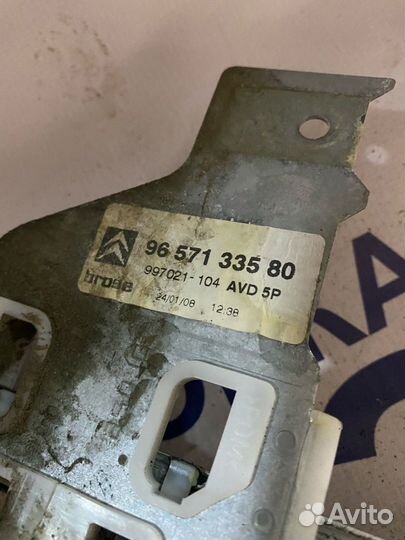 96 571 335 80
brose
997021-104 AVD 5P
24/01/08 12:38
Avito